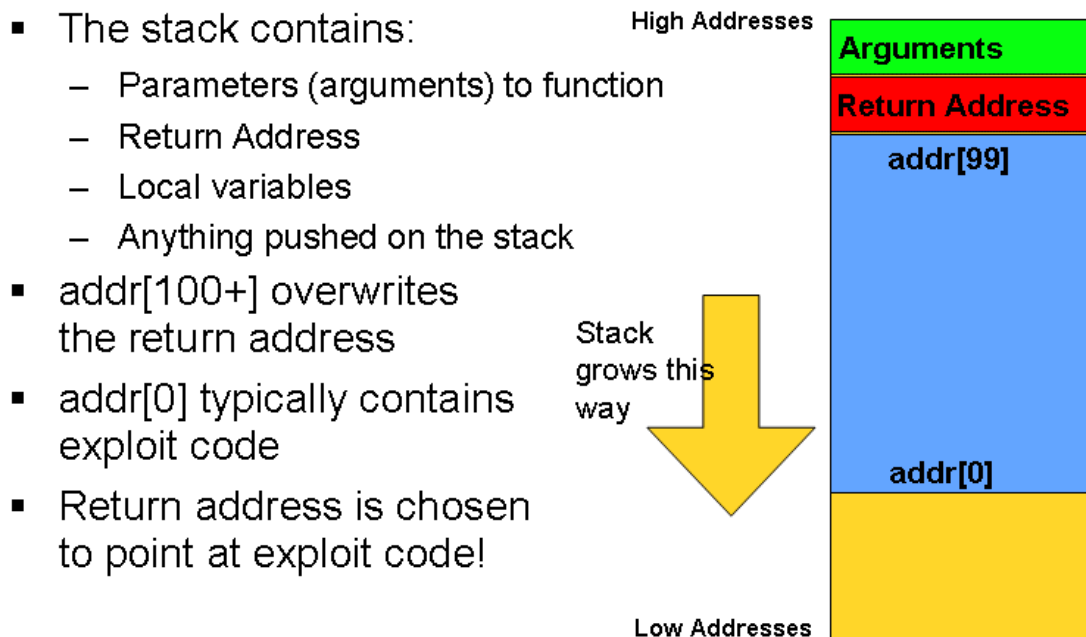 ▪ The stack contains:
– Parameters (arguments) to function
– Return Address
– Local variables
– Anything pushed on the stack
▪ addr[100+] overwrites
the return address
▪ addr[0] typically contains
exploit code
▪ Return address is chosen
to point at exploit code!
High Addresses
Arguments
Return Address
addr[99]
Stack
grows this
way
addr[0]
Low Addresses